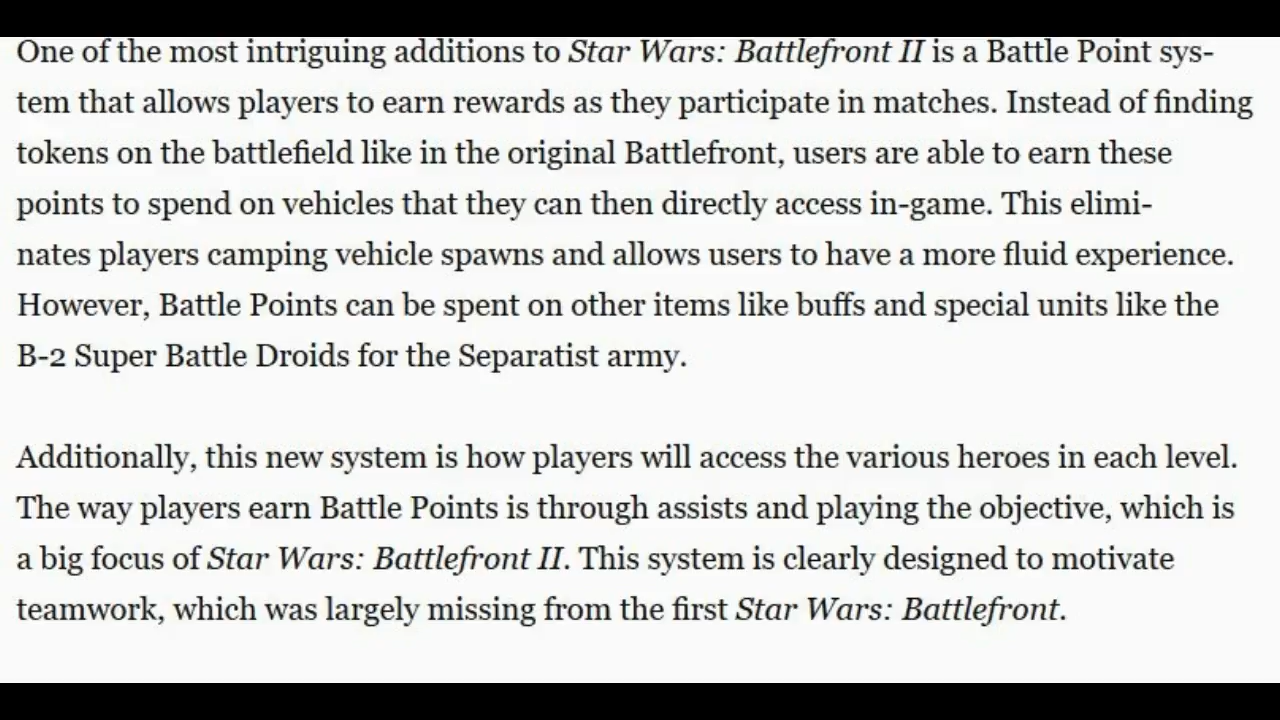 One of the most intriguing additions to Star Wars: Battlefront II is a Battle Point sys-
tem that allows players to earn rewards as they participate in matches. Instead of finding
tokens on the battlefield like in the original Battlefront, users are able to earn these
points to spend on vehicles that they can then directly access in-game. This elimi-
nates players camping vehicle spawns and allows users to have a more fluid experience.
However, Battle Points can be spent on other items like buffs and special units like the
B-2 Super Battle Droids for the Separatist army.
Additionally, this new system is how players will access the various heroes in each level.
The way players earn Battle Points is through assists and playing the objective, which is
a big focus of Star Wars: Battlefront II. This system is clearly designed to motivate
teamwork, which was largely missing from the first Star Wars: Battlefront.